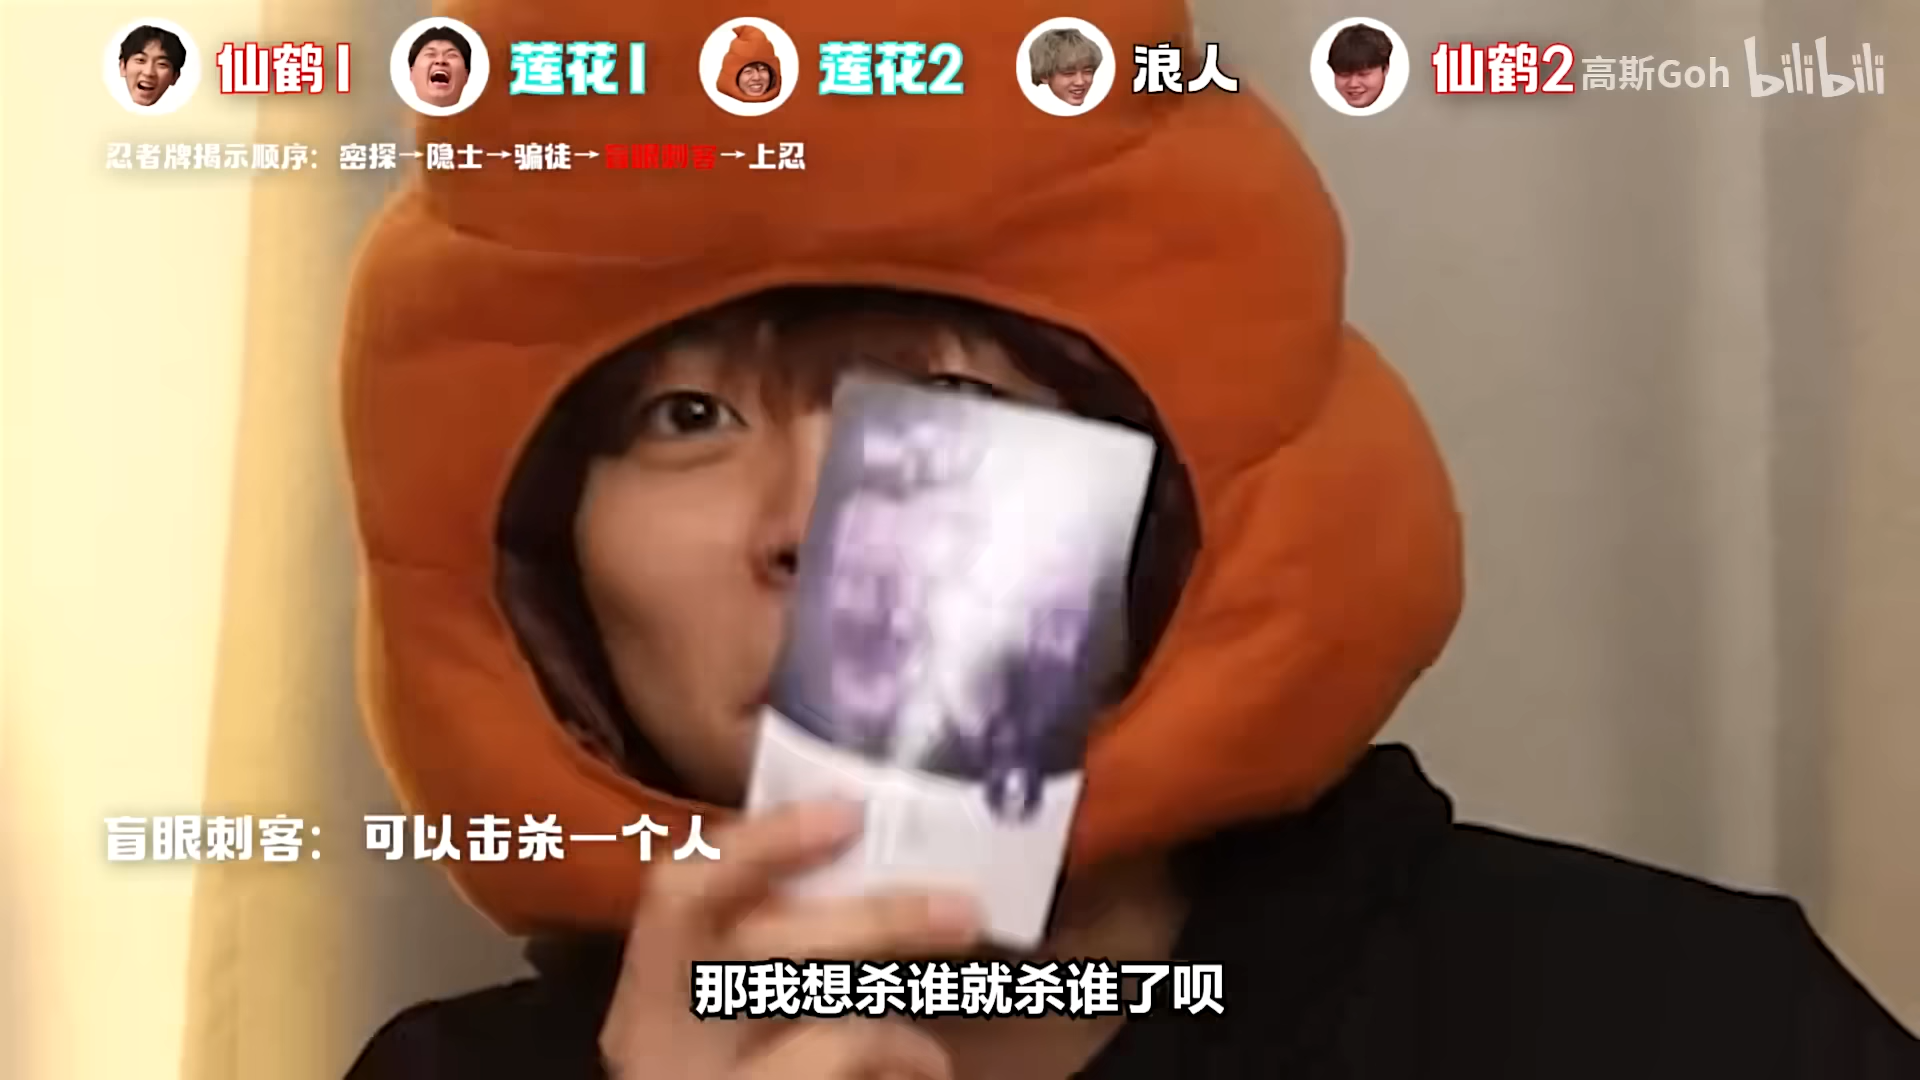 仙鹤1 莲花1 莲花2 浪人 仙鹤2 高斯Goh bilibili
忍者牌揭示顺序：密探→隐士→骗徒→盲眼刺客→上忍
盲眼刺客：可以击杀一个人
那我想杀谁就杀谁了呗